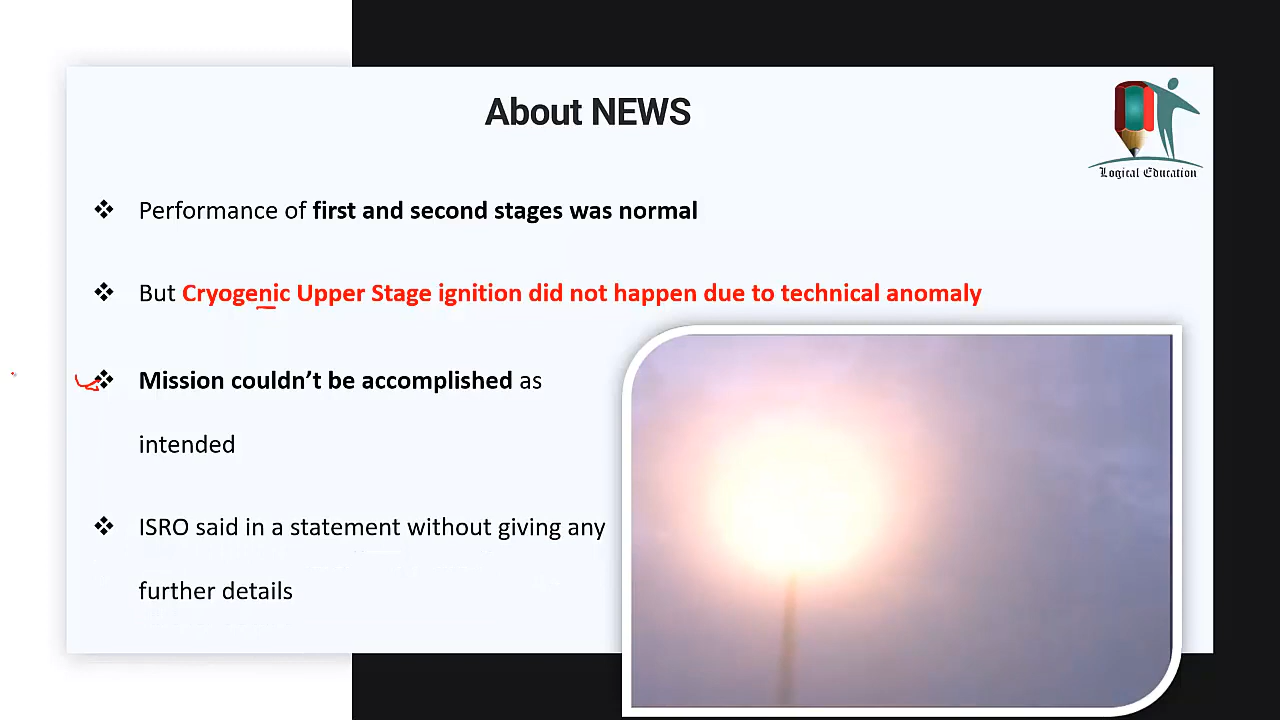 About NEWS
Logical Education
❖ Performance of first and second stages was normal
❖ But Cryogenic Upper Stage ignition did not happen due to technical anomaly
❖ Mission couldn’t be accomplished as
intended
❖ ISRO said in a statement without giving any
further details